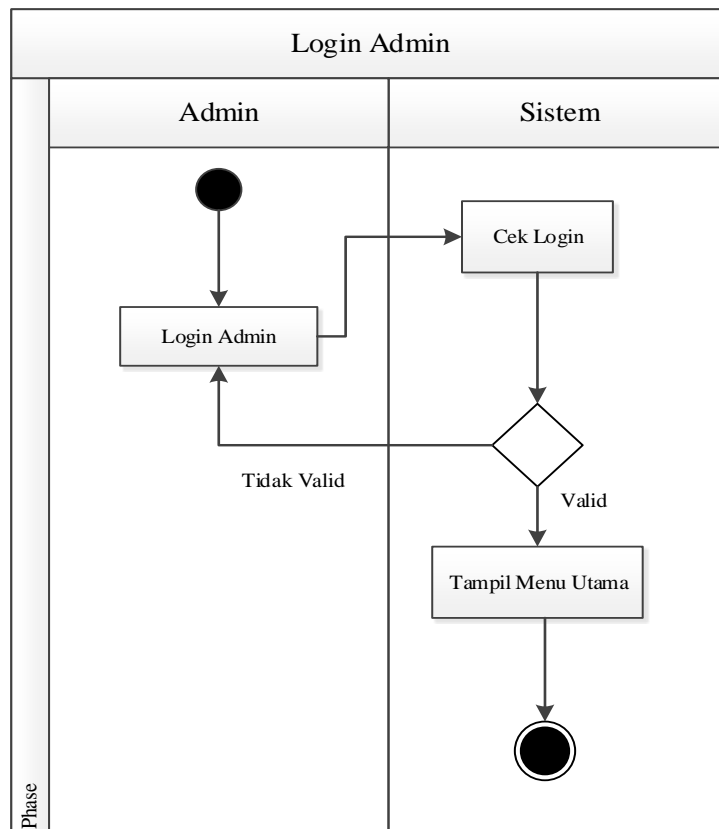 Login Admin
Admin
Sistem
Cek Login
Login Admin
Tidak Valid
Valid
Tampil Menu Utama
Phase